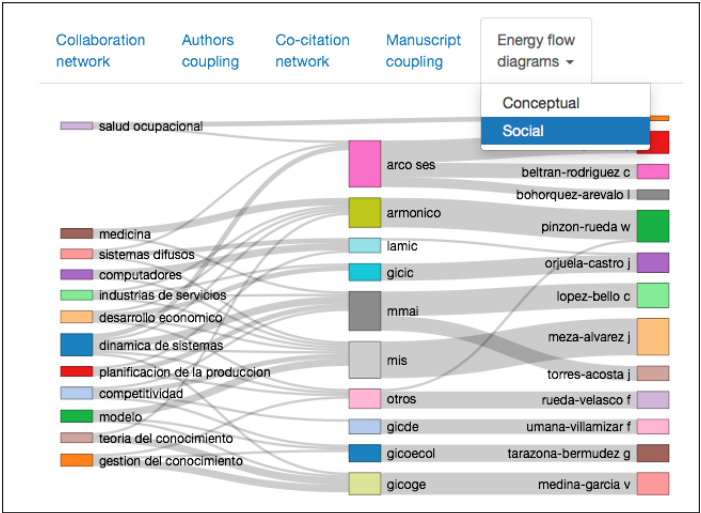 Collaboration network
Authors coupling
Co-citation network
Manuscript coupling
Energy flow diagrams
Conceptual
Social
salud ocupacional
medicina
sistemas difusos
computadores
industrias de servicios
desarrollo economico
dinamica de sistemas
planificacion de la produccion
competitividad
modelo
teoria del conocimiento
gestion del conocimiento
arco ses
armonico
lamic
gicic
mmai
mis
otros
gicde
gicoecol
gicoge
beltran-rodriguez c
bohorquez-arevalo l
pinzon-rueda w
orjuela-castro j
lopez-bello c
meza-alvarez j
torres-acosta j
rueda-velasco f
umana-villamizar f
tarazona-bermudez g
medina-garcia v